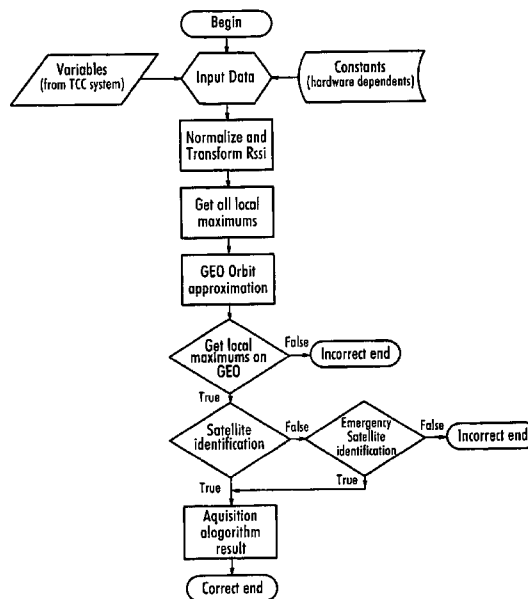 Begin
Variables
(from TCC system)
Input Data
Constants
(hardware dependents)
Normalize and
Transform Rssi
Get all local
maximums
GEO Orbit
approximation
Get local
maximums on
GEO
False
Incorrect end
True
Satellite
identification
False
Emergency
Satellite
identification
False
Incorrect end
True
True
Aquisition
alogorithm
result
Correct end